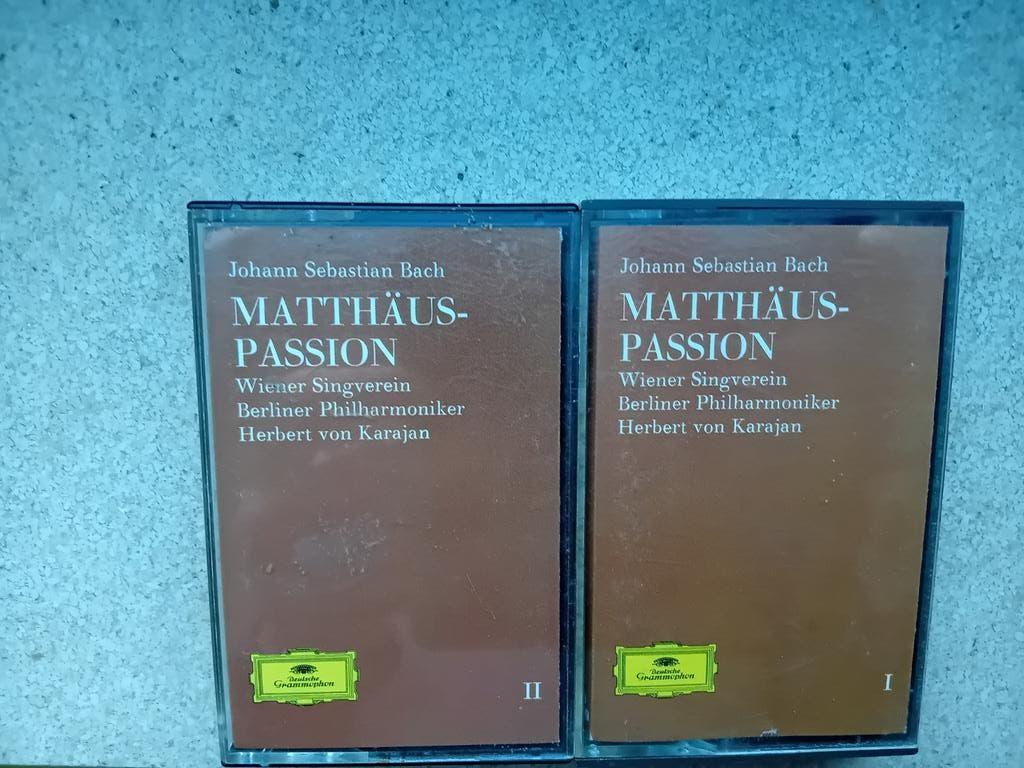 Johann Sebastian Bach
MATTHÄUS-
PASSION
Wiener Singverein
Berliner Philharmoniker
Herbert von Karajan
Deutsche
Grammophon
II
Johann Sebastian Bach
MATTHÄUS-
PASSION
Wiener Singverein
Berliner Philharmoniker
Herbert von Karajan
Deutsche
Grammophon
I